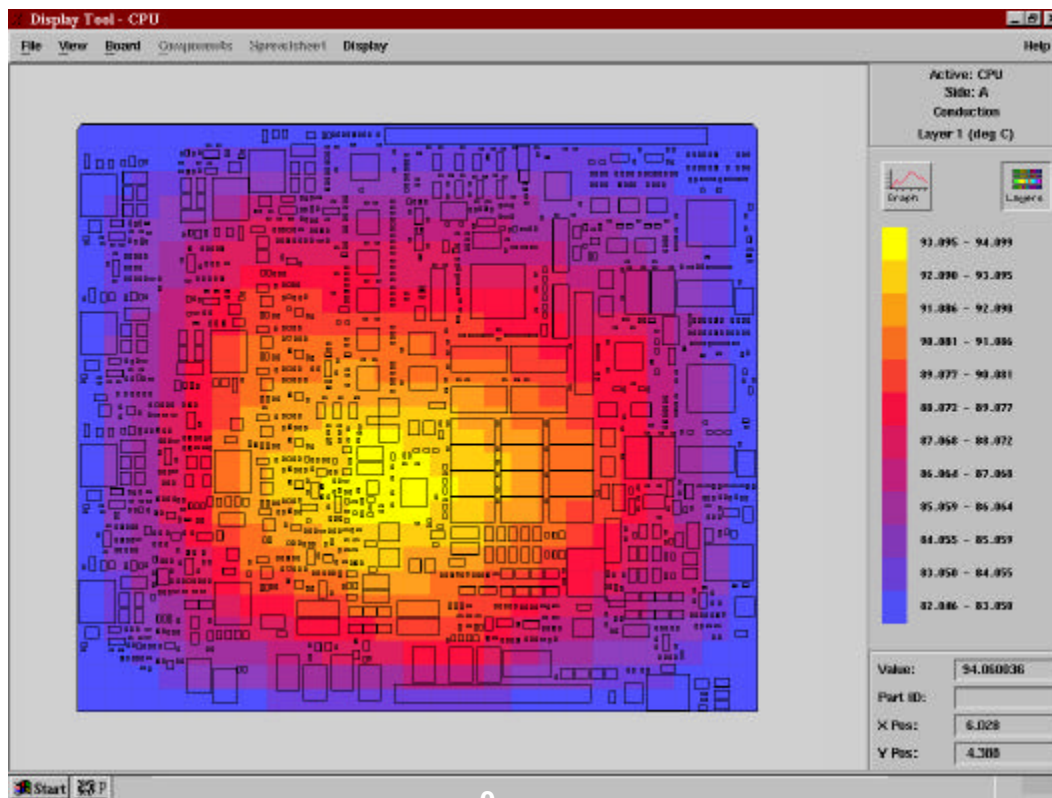 Display Tool - CPU
File View Board Components Spreadsheet Display Help
Active: CPU
Side: A
Conduction
Layer 1 (deg C)
Graph Layers
93.095 - 94.099
92.090 - 93.095
91.086 - 92.090
90.081 - 91.086
89.077 - 90.081
88.072 - 89.077
87.068 - 88.072
86.064 - 87.068
85.059 - 86.064
84.055 - 85.059
83.050 - 84.055
82.046 - 83.050
Value: 94.060036
Part ID:
X Pos: 6.028
Y Pos:
Start P